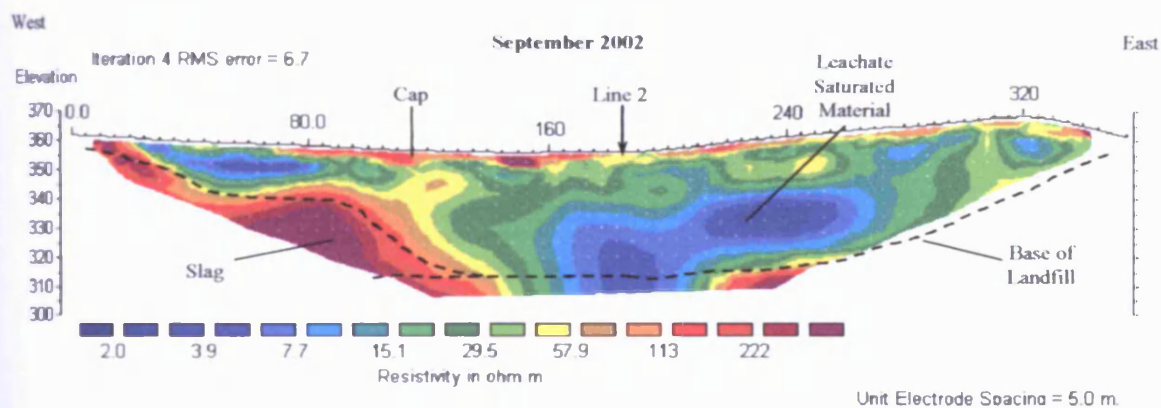 West
September 2002
East
Iteration 4 RMS error = 6.7
Leachate
Saturated
Material
Elevation
Cap
Line 2
0.0
80.0
160
240
320
370
360
350
340
330
320
310
300
Slag
Base of
Landfill
2.0 3.9 7.7 15.1 29.5 57.9 113 222
Resistivity in ohm m
Unit Electrode Spacing = 5.0 m.